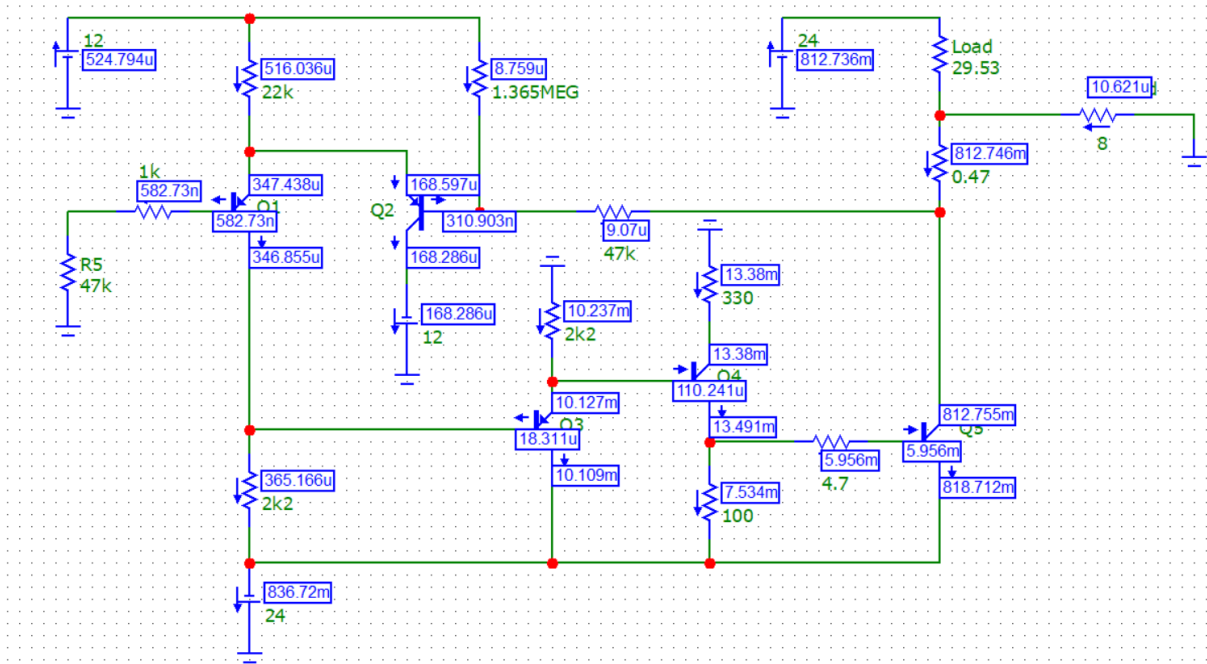 12
524.794u
516.036u
22k
8.759u
1.365MEG
24
812.736m
Load
29.53
10.621u
8
812.746m
0.47
1k
582.73n
347.438u
Q1
582.73n
346.855u
R5
47k
Q2
168.597u
310.903n
168.286u
168.286u
12
9.07u
47k
10.237m
2k2
13.38m
330
13.38m
Q4
110.241u
13.491m
10.127m
Q3
18.311u
10.109m
365.166u
2k2
5.956m
4.7
7.534m
100
812.755m
Q5
5.956m
818.712m
836.72m
24